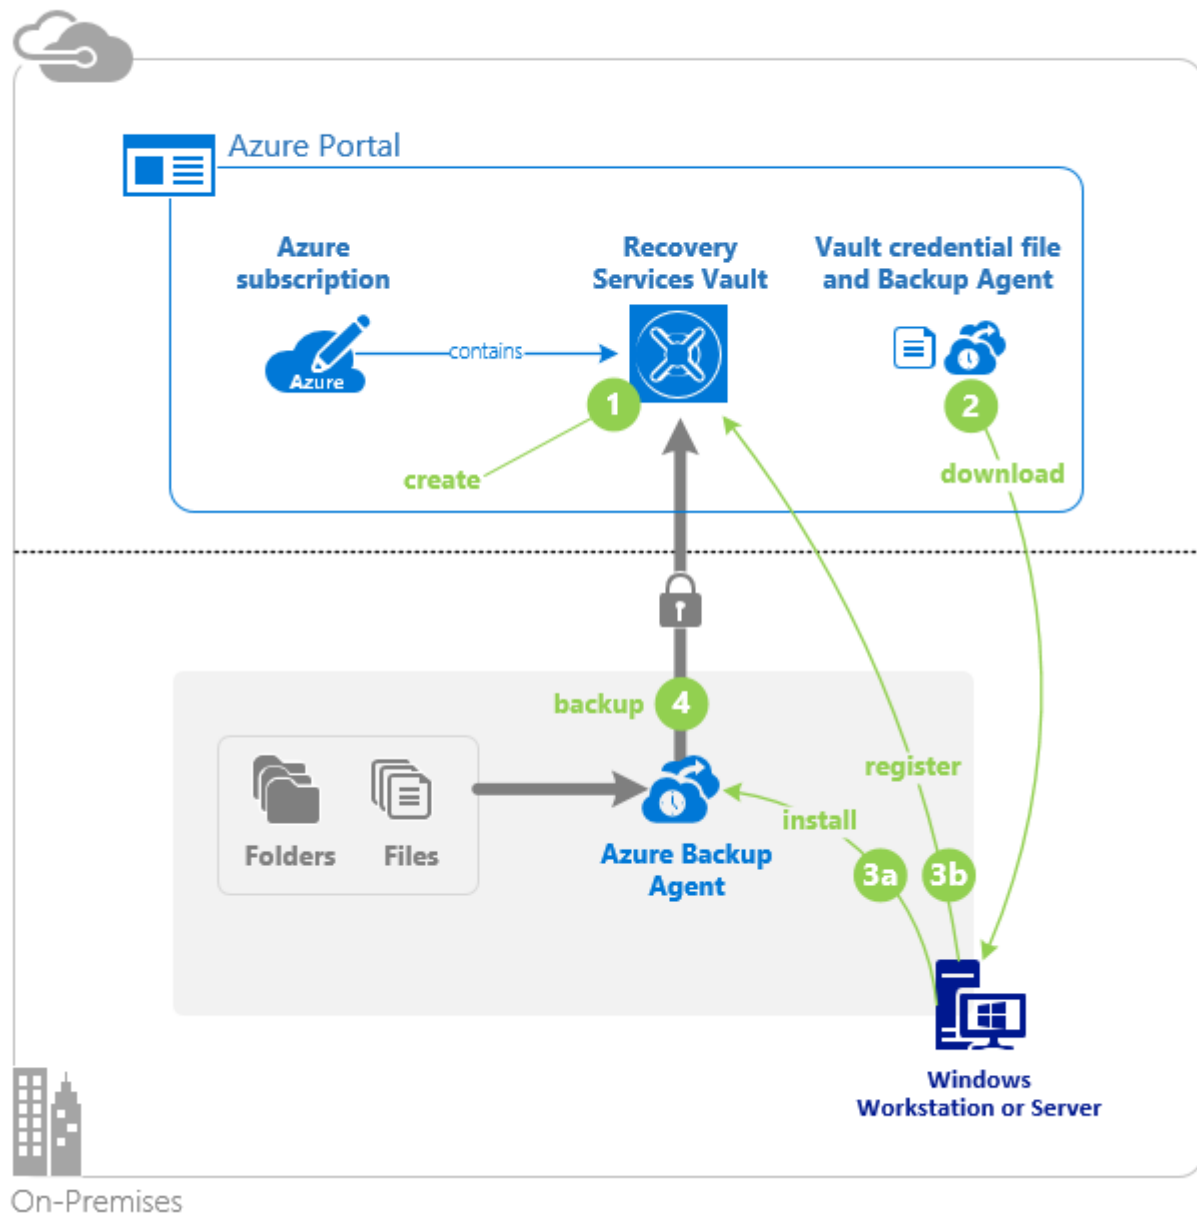 Azure Portal
Azure
subscription
Recovery
Services Vault
Vault credential file
and Backup Agent
Azure
contains
1
2
create
download
backup
4
register
install
Folders
Files
Azure Backup
Agent
3a
3b
Windows
Workstation or Server
On-Premises